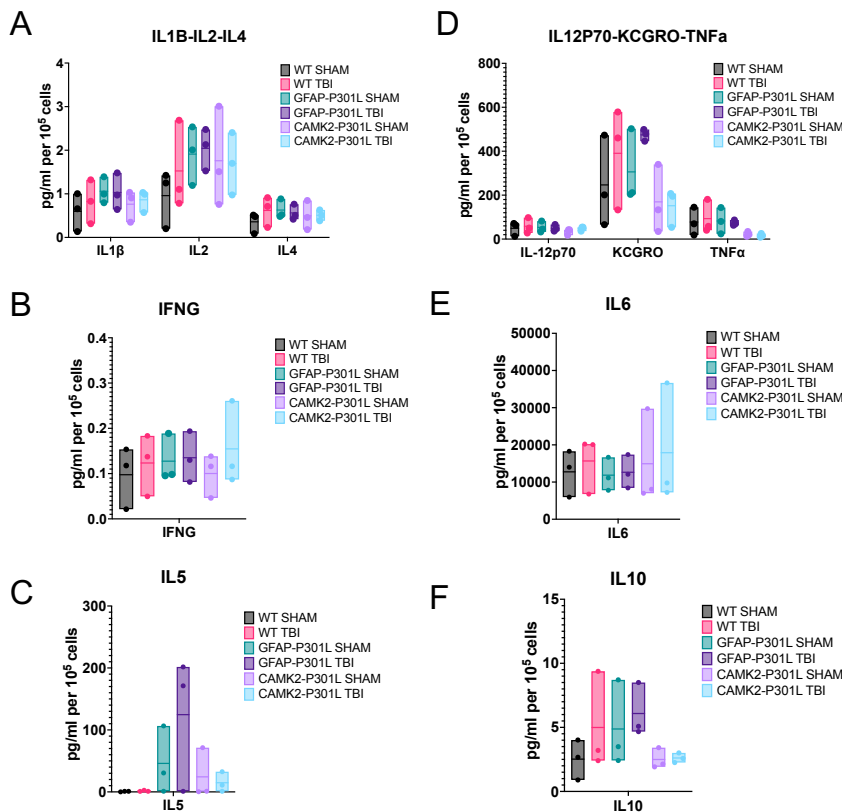 A
IL1B-IL2-IL4
pg/ml per 10⁵ cells
4
3
2
1
0
IL1β
IL2
IL4
WT SHAM
WT TBI
GFAP-P301L SHAM
GFAP-P301L TBI
CAMK2-P301L SHAM
CAMK2-P301L TBI
D
IL12P70-KCGRO-TNFa
pg/ml per 10⁵ cells
800
600
400
200
0
IL-12p70
KCGRO
TNFα
WT SHAM
WT TBI
GFAP-P301L SHAM
GFAP-P301L TBI
CAMK2-P301L SHAM
CAMK2-P301L TBI
B
IFNG
pg/ml per 10⁵ cells
0.4
0.3
0.2
0.1
0.0
IFNG
WT SHAM
WT TBI
GFAP-P301L SHAM
GFAP-P301L TBI
CAMK2-P301L SHAM
CAMK2-P301L TBI
E
IL6
pg/ml per 10⁵ cells
50000
40000
30000
20000
10000
0
IL6
WT SHAM
WT TBI
GFAP-P301L SHAM
GFAP-P301L TBI
CAMK2-P301L SHAM
CAMK2-P301L TBI
C
IL5
pg/ml per 10⁵ cells
300
200
100
0
IL5
WT SHAM
WT TBI
GFAP-P301L SHAM
GFAP-P301L TBI
CAMK2-P301L SHAM
CAMK2-P301L TBI
F
IL10
pg/ml per 10⁵ cells
15
10
5
0
IL10
WT SHAM
WT TBI
GFAP-P301L SHAM
GFAP-P301L TBI
CAMK2-P301L SHAM
CAMK2-P301L TBI